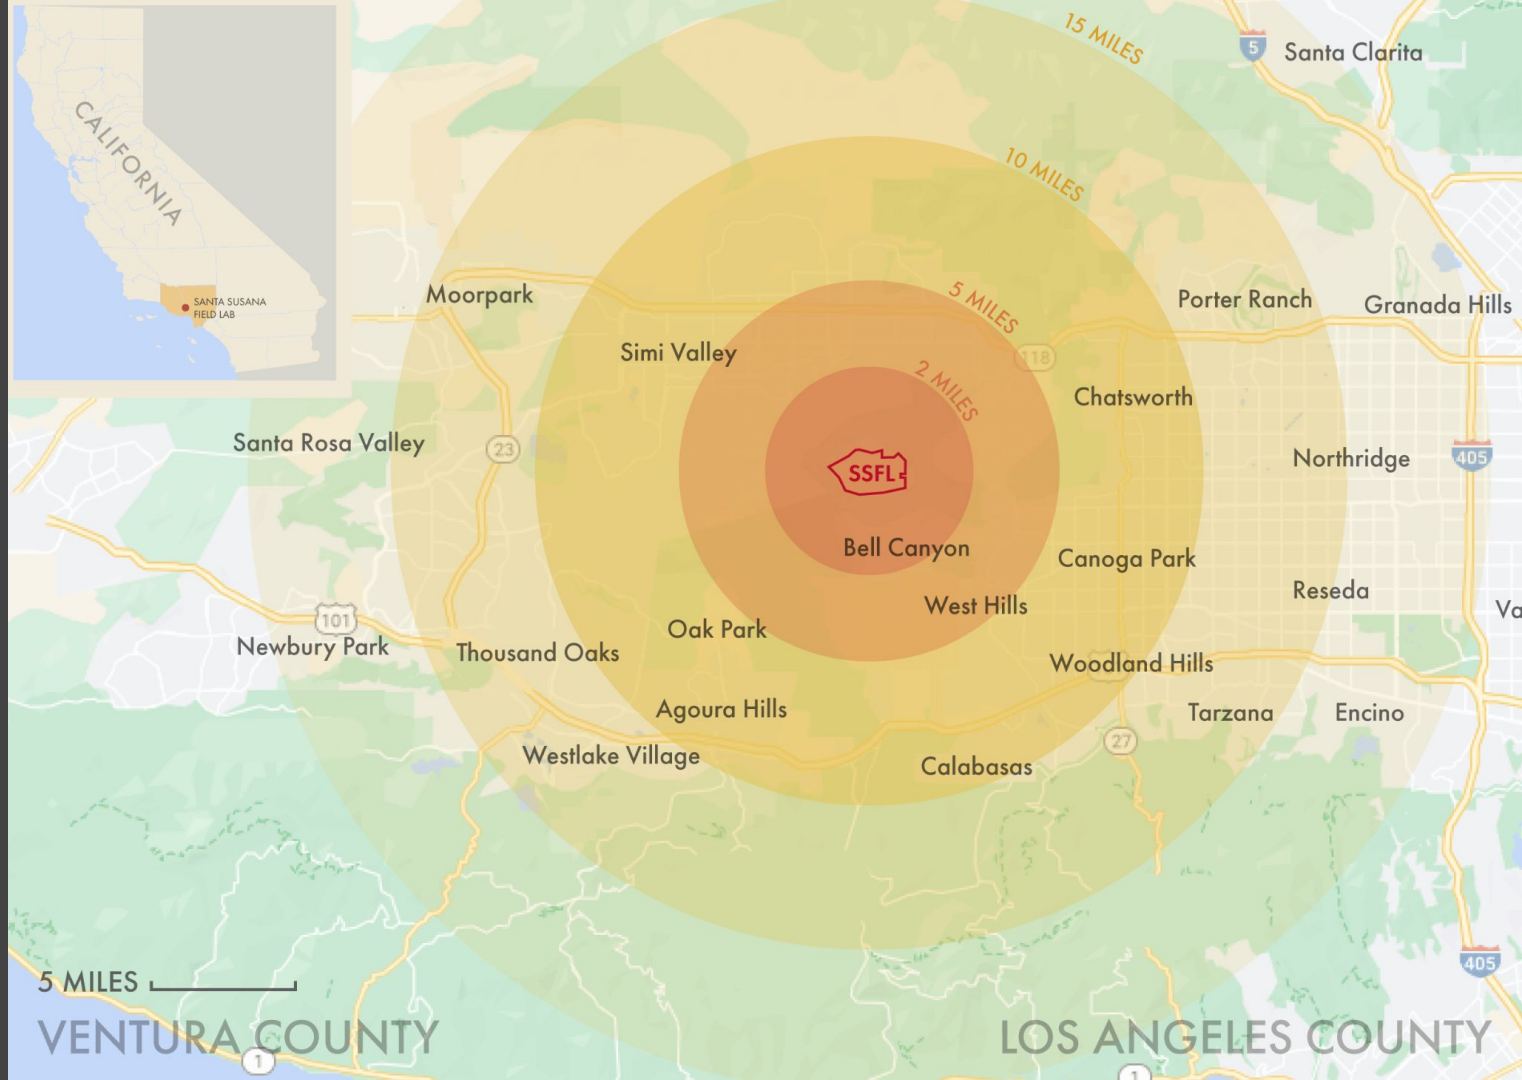 CALIFORNIA
SANTA SUSANA
FIELD LAB
15 MILES
5
Santa Clarita
10 MILES
Moorpark
5 MILES
Porter Ranch
Granada Hills
Simi Valley
118
2 MILES
Chatsworth
Santa Rosa Valley
23
SSFL
Northridge
405
Bell Canyon
Canoga Park
Reseda
West Hills
Va
101
Oak Park
Newbury Park
Thousand Oaks
Woodland Hills
Agoura Hills
Tarzana
Encino
27
Westlake Village
Calabasas
405
5 MILES
VENTURA COUNTY
LOS ANGELES COUNTY
1
1